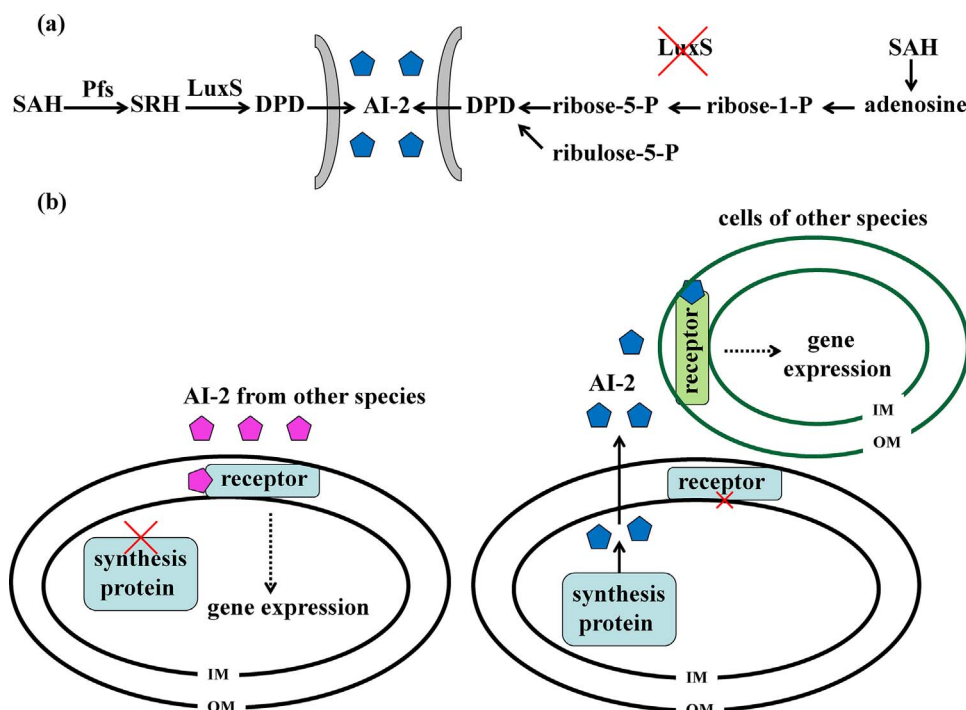 (a)
LuxS
SAH
SAH Pfs SRH LuxS DPD AI-2 DPD ribose-5-P ribose-1-P adenosine
ribulose-5-P
(b)
cells of other species
receptor
gene
expression
AI-2
IM
OM
AI-2 from other species
receptor
synthesis
protein
gene expression
IM
OM
receptor
synthesis
protein
IM
OM